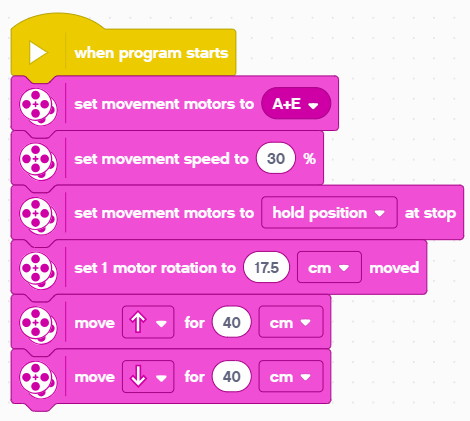 when program starts
set movement motors to A+E
set movement speed to 30 %
set movement motors to hold position at stop
set 1 motor rotation to 17.5 cm moved
move ↑ for 40 cm
move ↓ for 40 cm